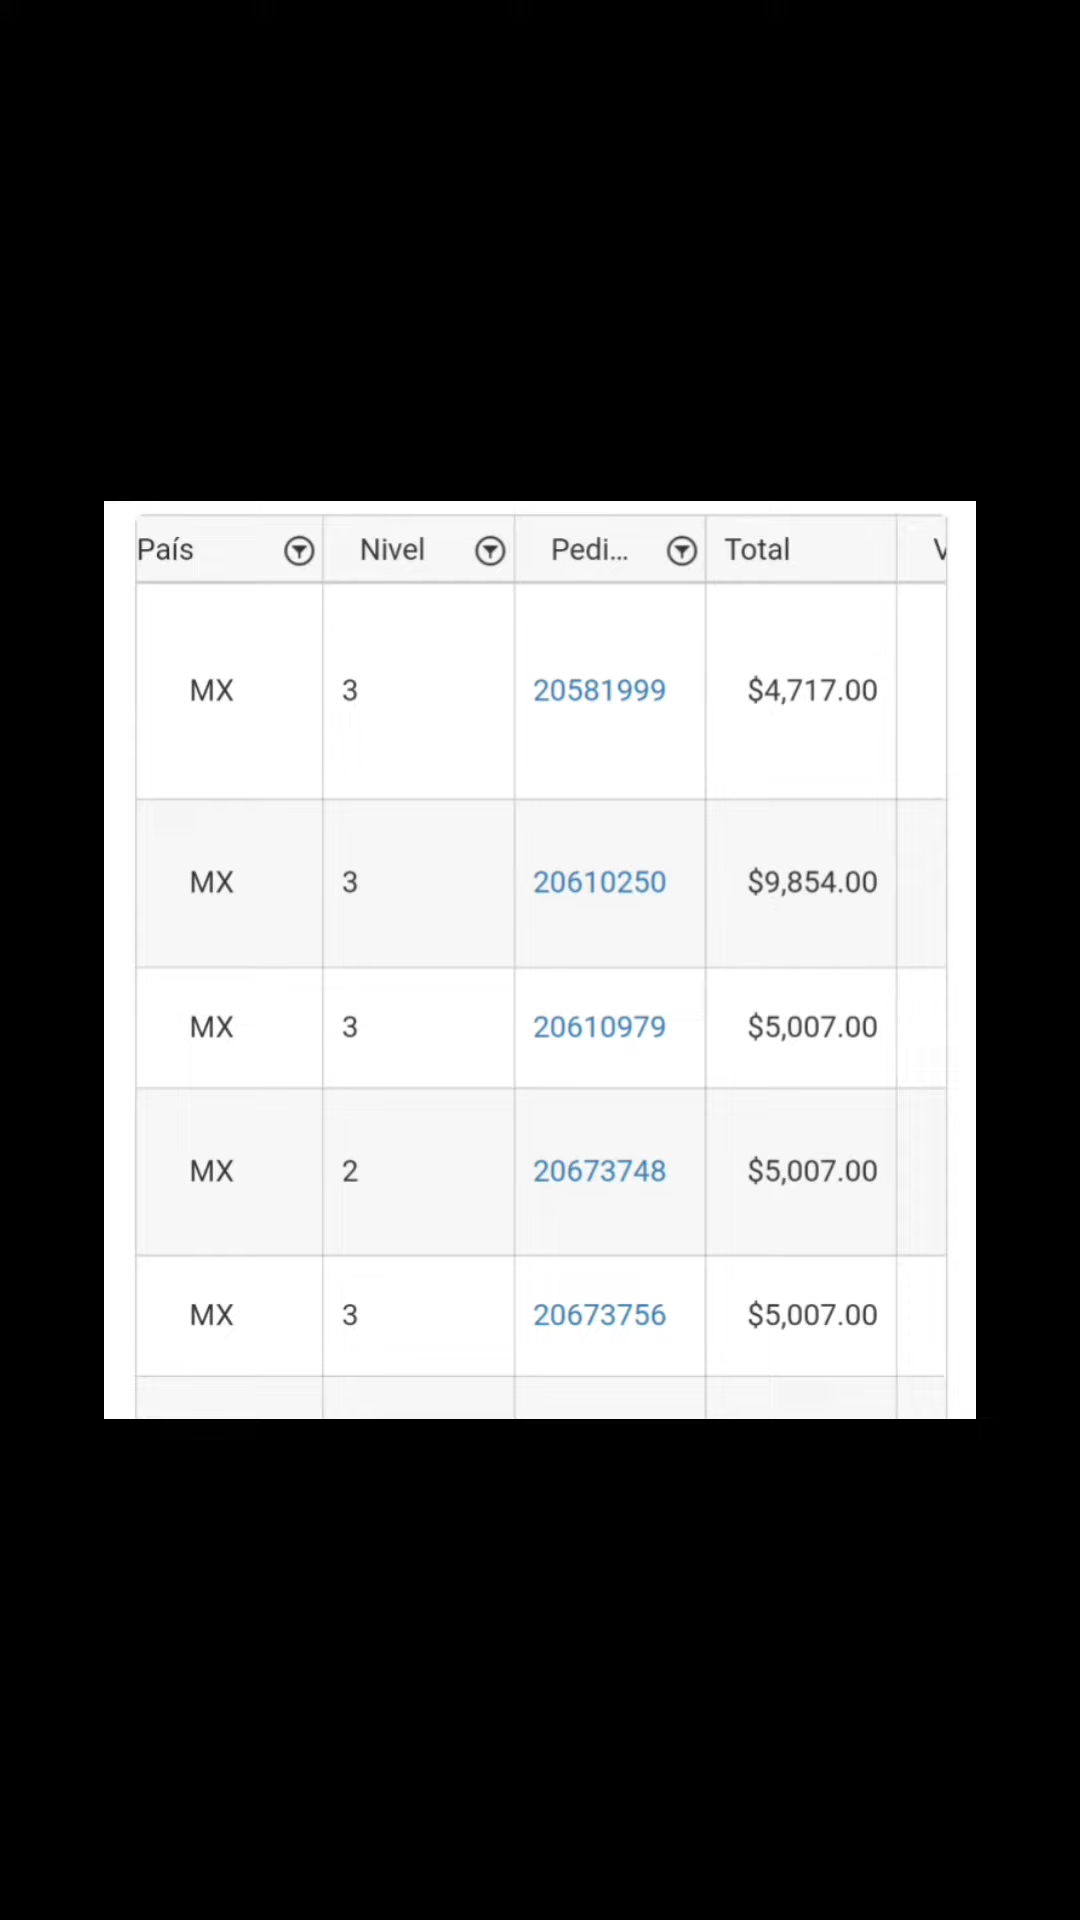 País Nivel Pedi... Total
MX 3 20581999 $4,717.00
MX 3 20610250 $9,854.00
MX 3 20610979 $5,007.00
MX 2 20673748 $5,007.00
MX 3 20673756 $5,007.00